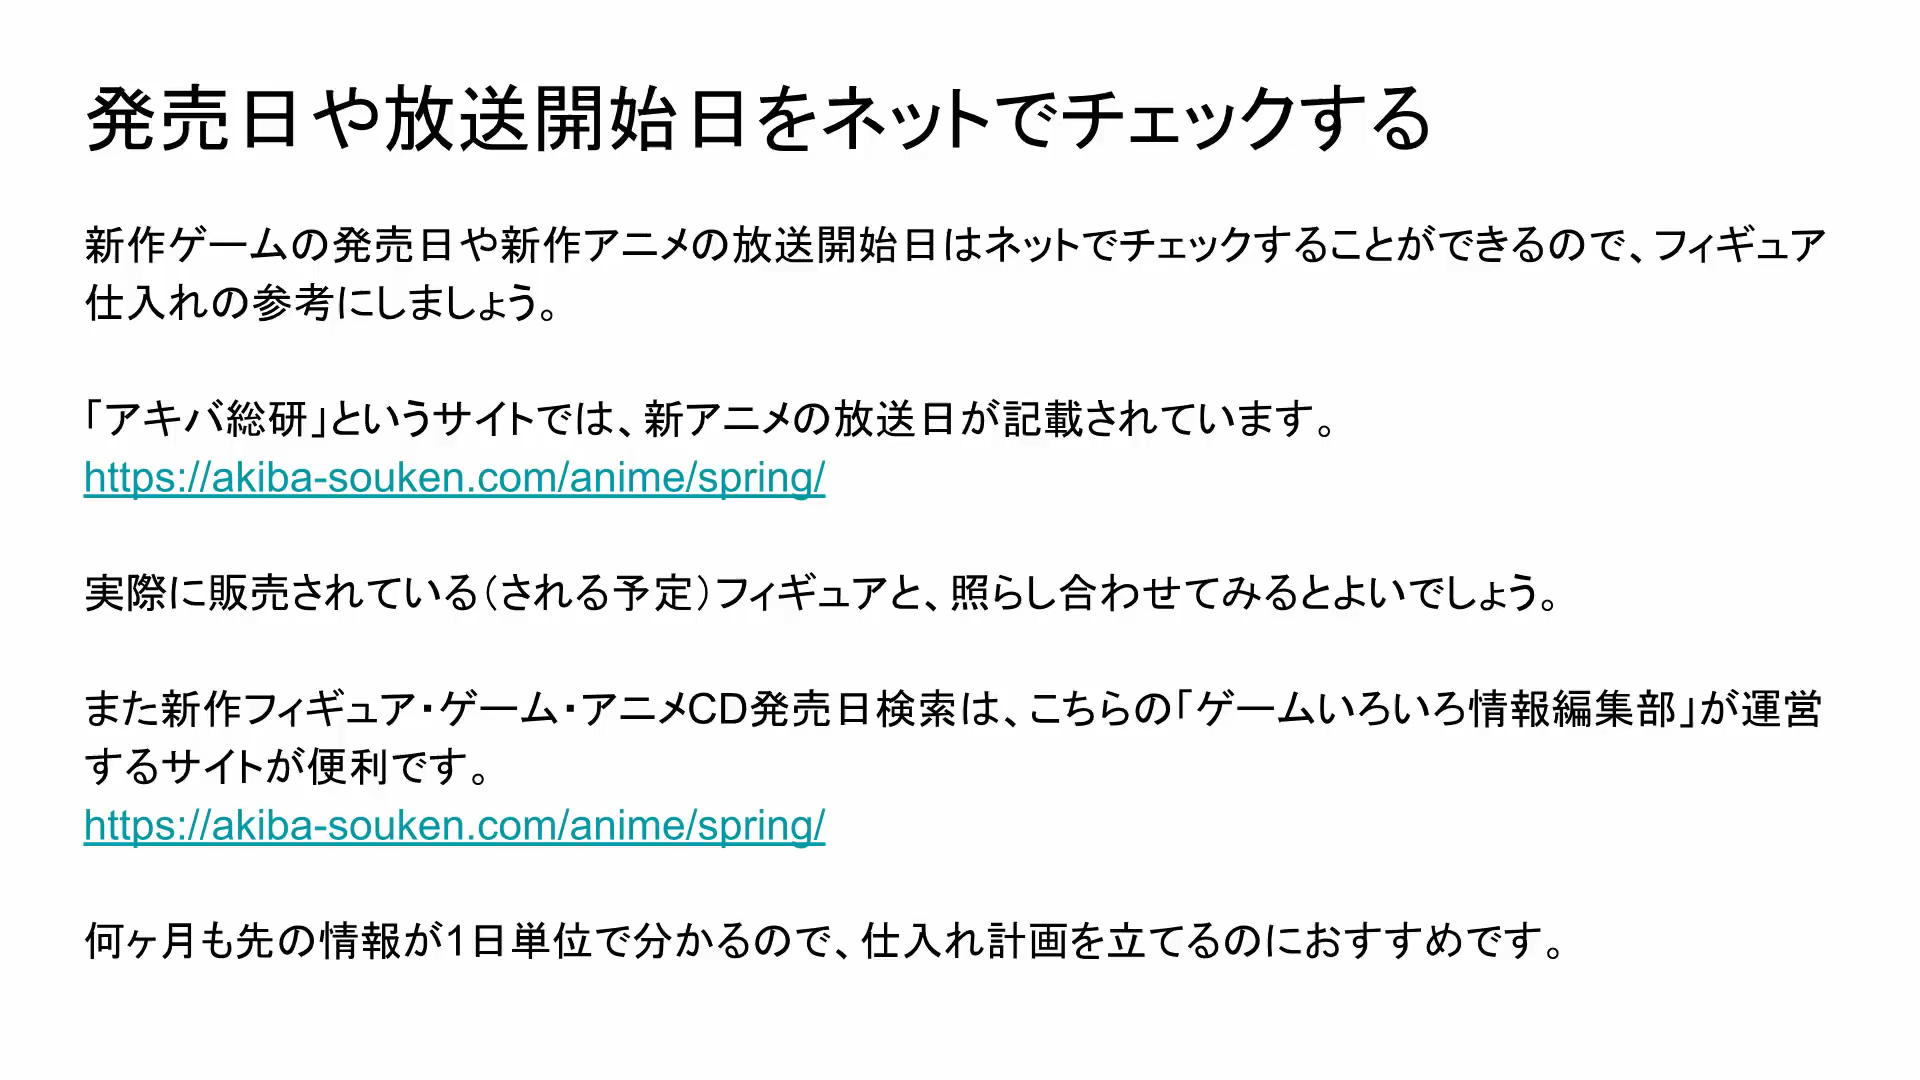 発売日や放送開始日をネットでチェックする
新作ゲームの発売日や新作アニメの放送開始日はネットでチェックすることができるので、フィギュア
仕入れの参考にしましょう。
「アキバ総研」というサイトでは、新アニメの放送日が記載されています。
https://akiba-souken.com/anime/spring/
実際に販売されている（される予定）フィギュアと、照らし合わせてみるとよいでしょう。
また新作フィギュア・ゲーム・アニメCD発売日検索は、こちらの「ゲームいろいろ情報編集部」が運営
するサイトが便利です。
https://akiba-souken.com/anime/spring/
何ヶ月も先の情報が1日単位で分かるので、仕入れ計画を立てるのにおすすめです。